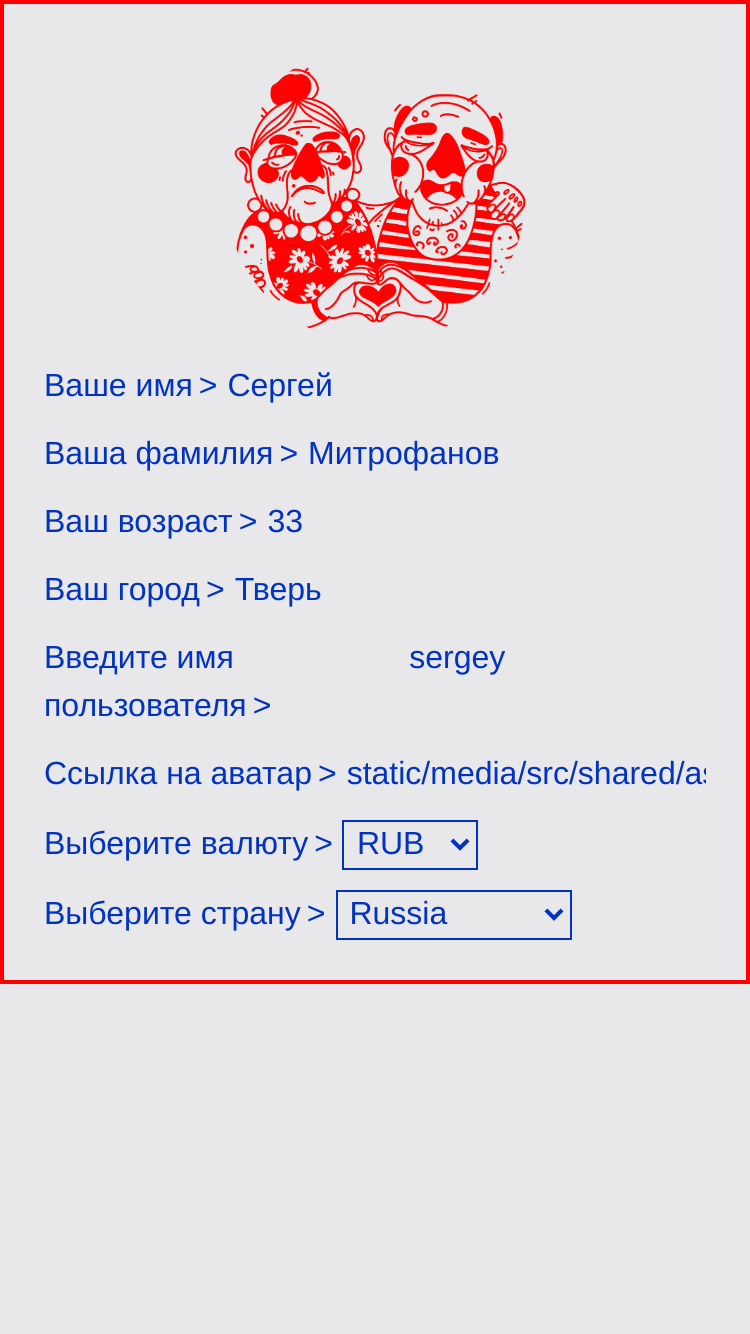 Ваше имя > Сергей
Ваша фамилия > Митрофанов
Ваш возраст > 33
Ваш город > Тверь
Введите имя sergey
пользователя >
Ссылка на аватар > static/media/src/shared/as
Выберите валюту > RUB
Выберите страну > Russia